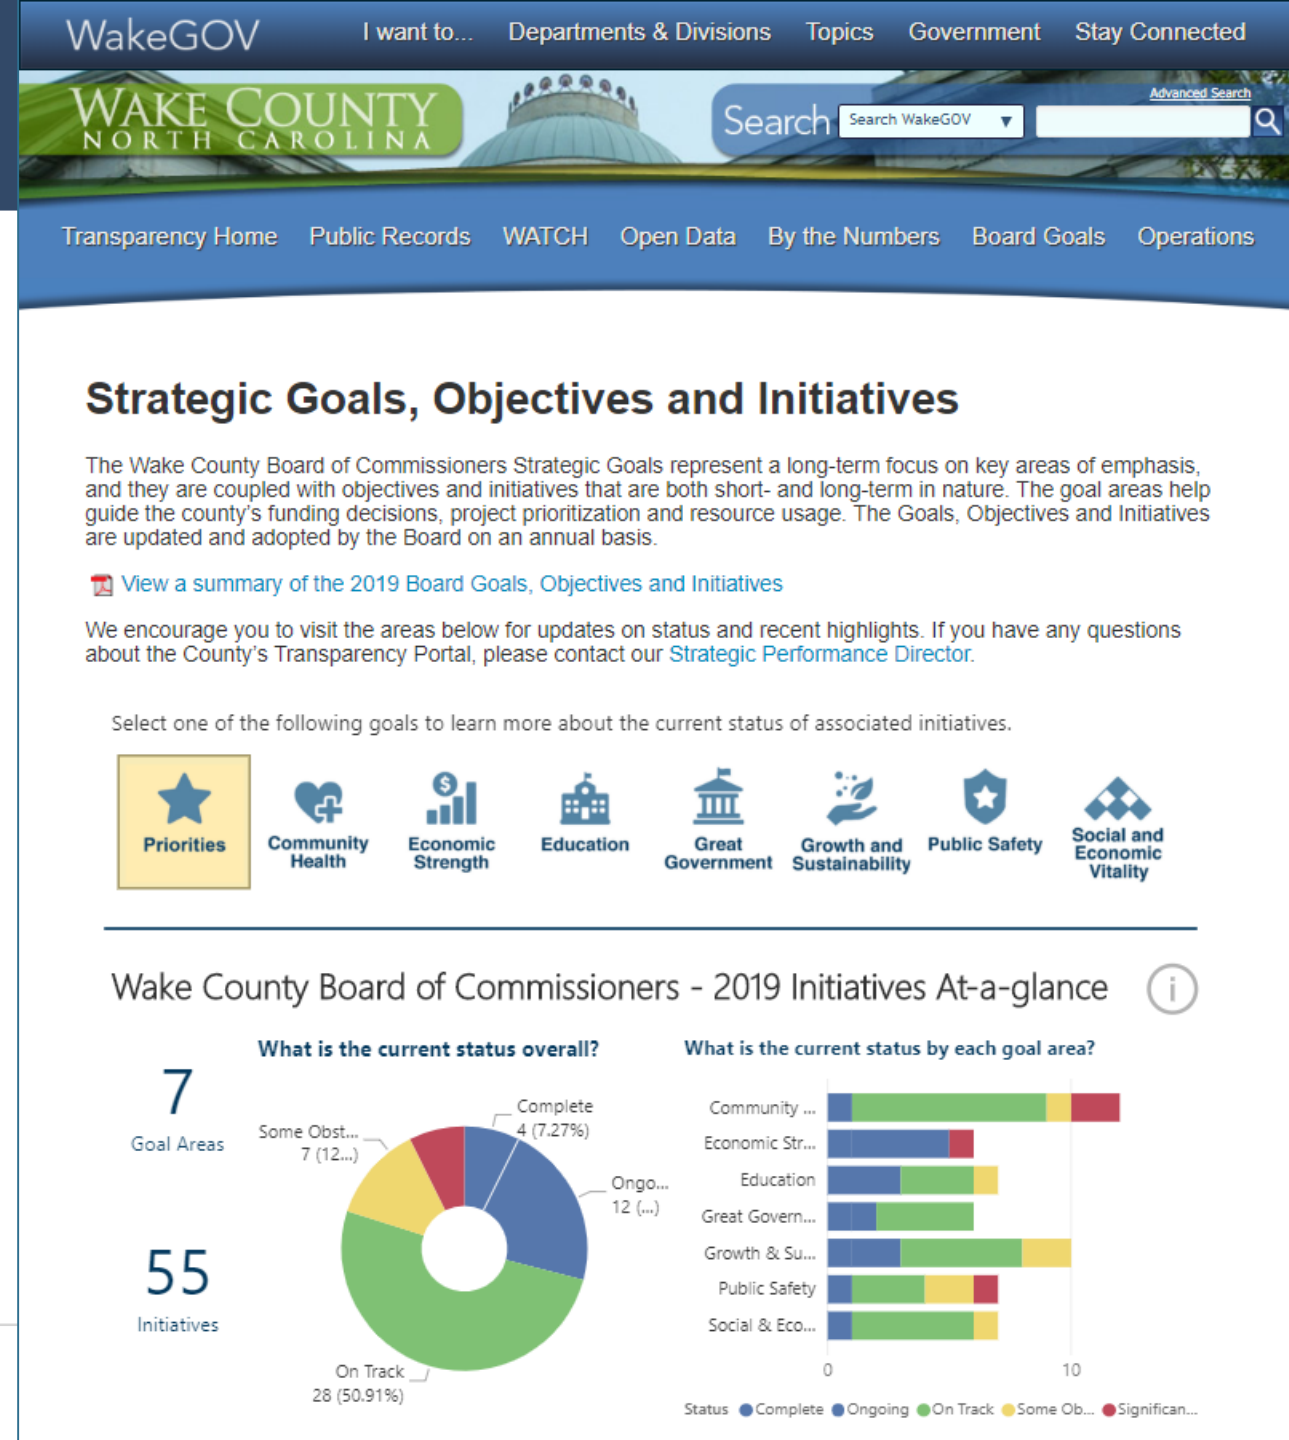 WakeGOV
I want to... Departments & Divisions Topics Government Stay Connected
WAKE COUNTY
NORTH CAROLINA
Advanced Search
Search Search WakeGOV
Transparency Home Public Records WATCH Open Data By the Numbers Board Goals Operations
Strategic Goals, Objectives and Initiatives
The Wake County Board of Commissioners Strategic Goals represent a long-term focus on key areas of emphasis,
and they are coupled with objectives and initiatives that are both short- and long-term in nature. The goal areas help
guide the county's funding decisions, project prioritization and resource usage. The Goals, Objectives and Initiatives
are updated and adopted by the Board on an annual basis.
View a summary of the 2019 Board Goals, Objectives and Initiatives
We encourage you to visit the areas below for updates on status and recent highlights. If you have any questions
about the County's Transparency Portal, please contact our Strategic Performance Director.
Select one of the following goals to learn more about the current status of associated initiatives.
Priorities
Community
Health
Economic
Strength
Education
Great
Government
Growth and
Sustainability
Public Safety
Social and
Economic
Vitality
Wake County Board of Commissioners - 2019 Initiatives At-a-glance i
7
Goal Areas
55
Initiatives
What is the current status overall?
Complete
4 (7.27%)
Some Obst...
7 (12...)
Ongo...
12 (...)
On Track
28 (50.91%)
What is the current status by each goal area?
Community ...
Economic Str...
Education
Great Govern...
Growth & Su...
Public Safety
Social & Eco...
0 10
Status Complete Ongoing On Track Some Ob... Significan...